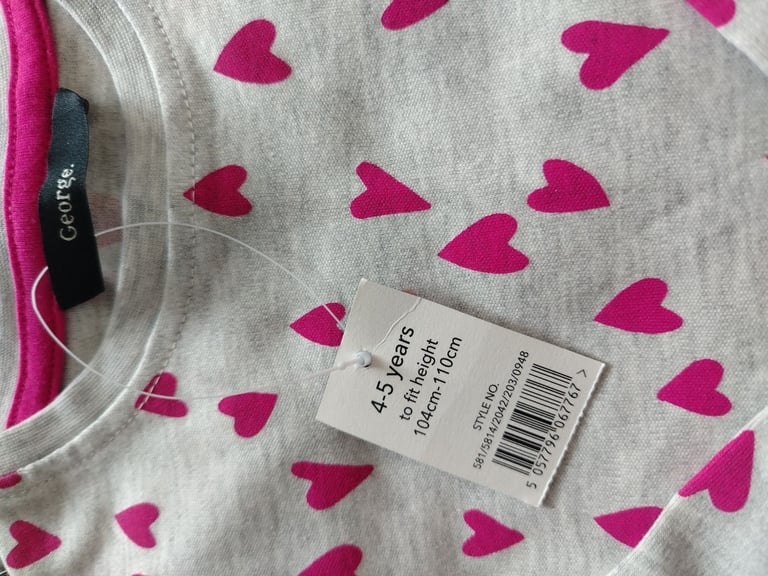 George.
4-5 years
to fit height
104cm-110cm
STYLE NO.
581/5814/2042/203/0948
5 057796 067767 >